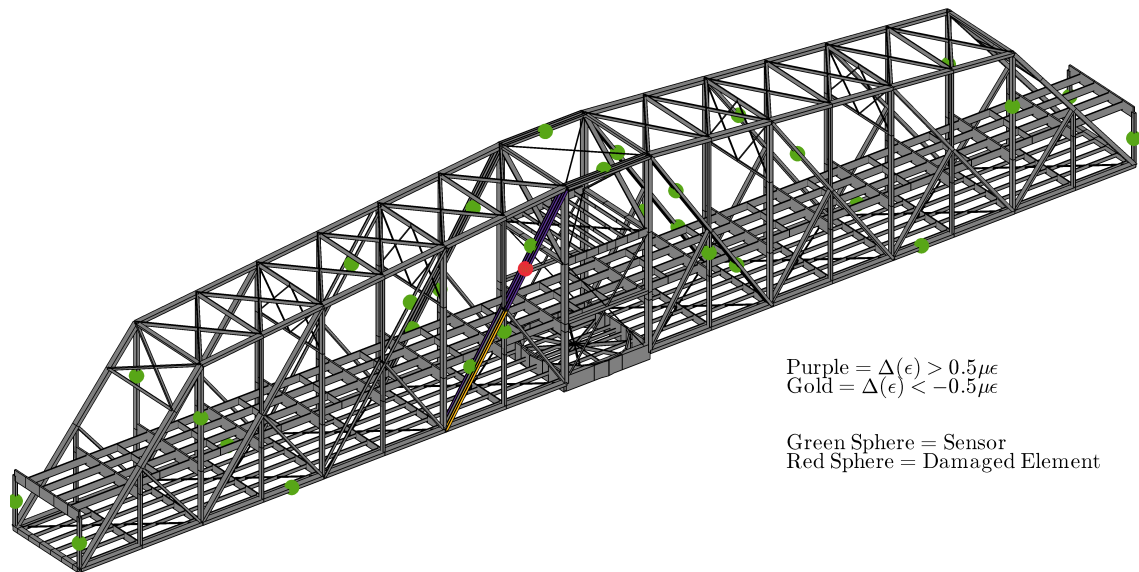 Purple = Δ(ϵ) > 0.5μϵ
Gold = Δ(ϵ) < −0.5μϵ
Green Sphere = Sensor
Red Sphere = Damaged Element